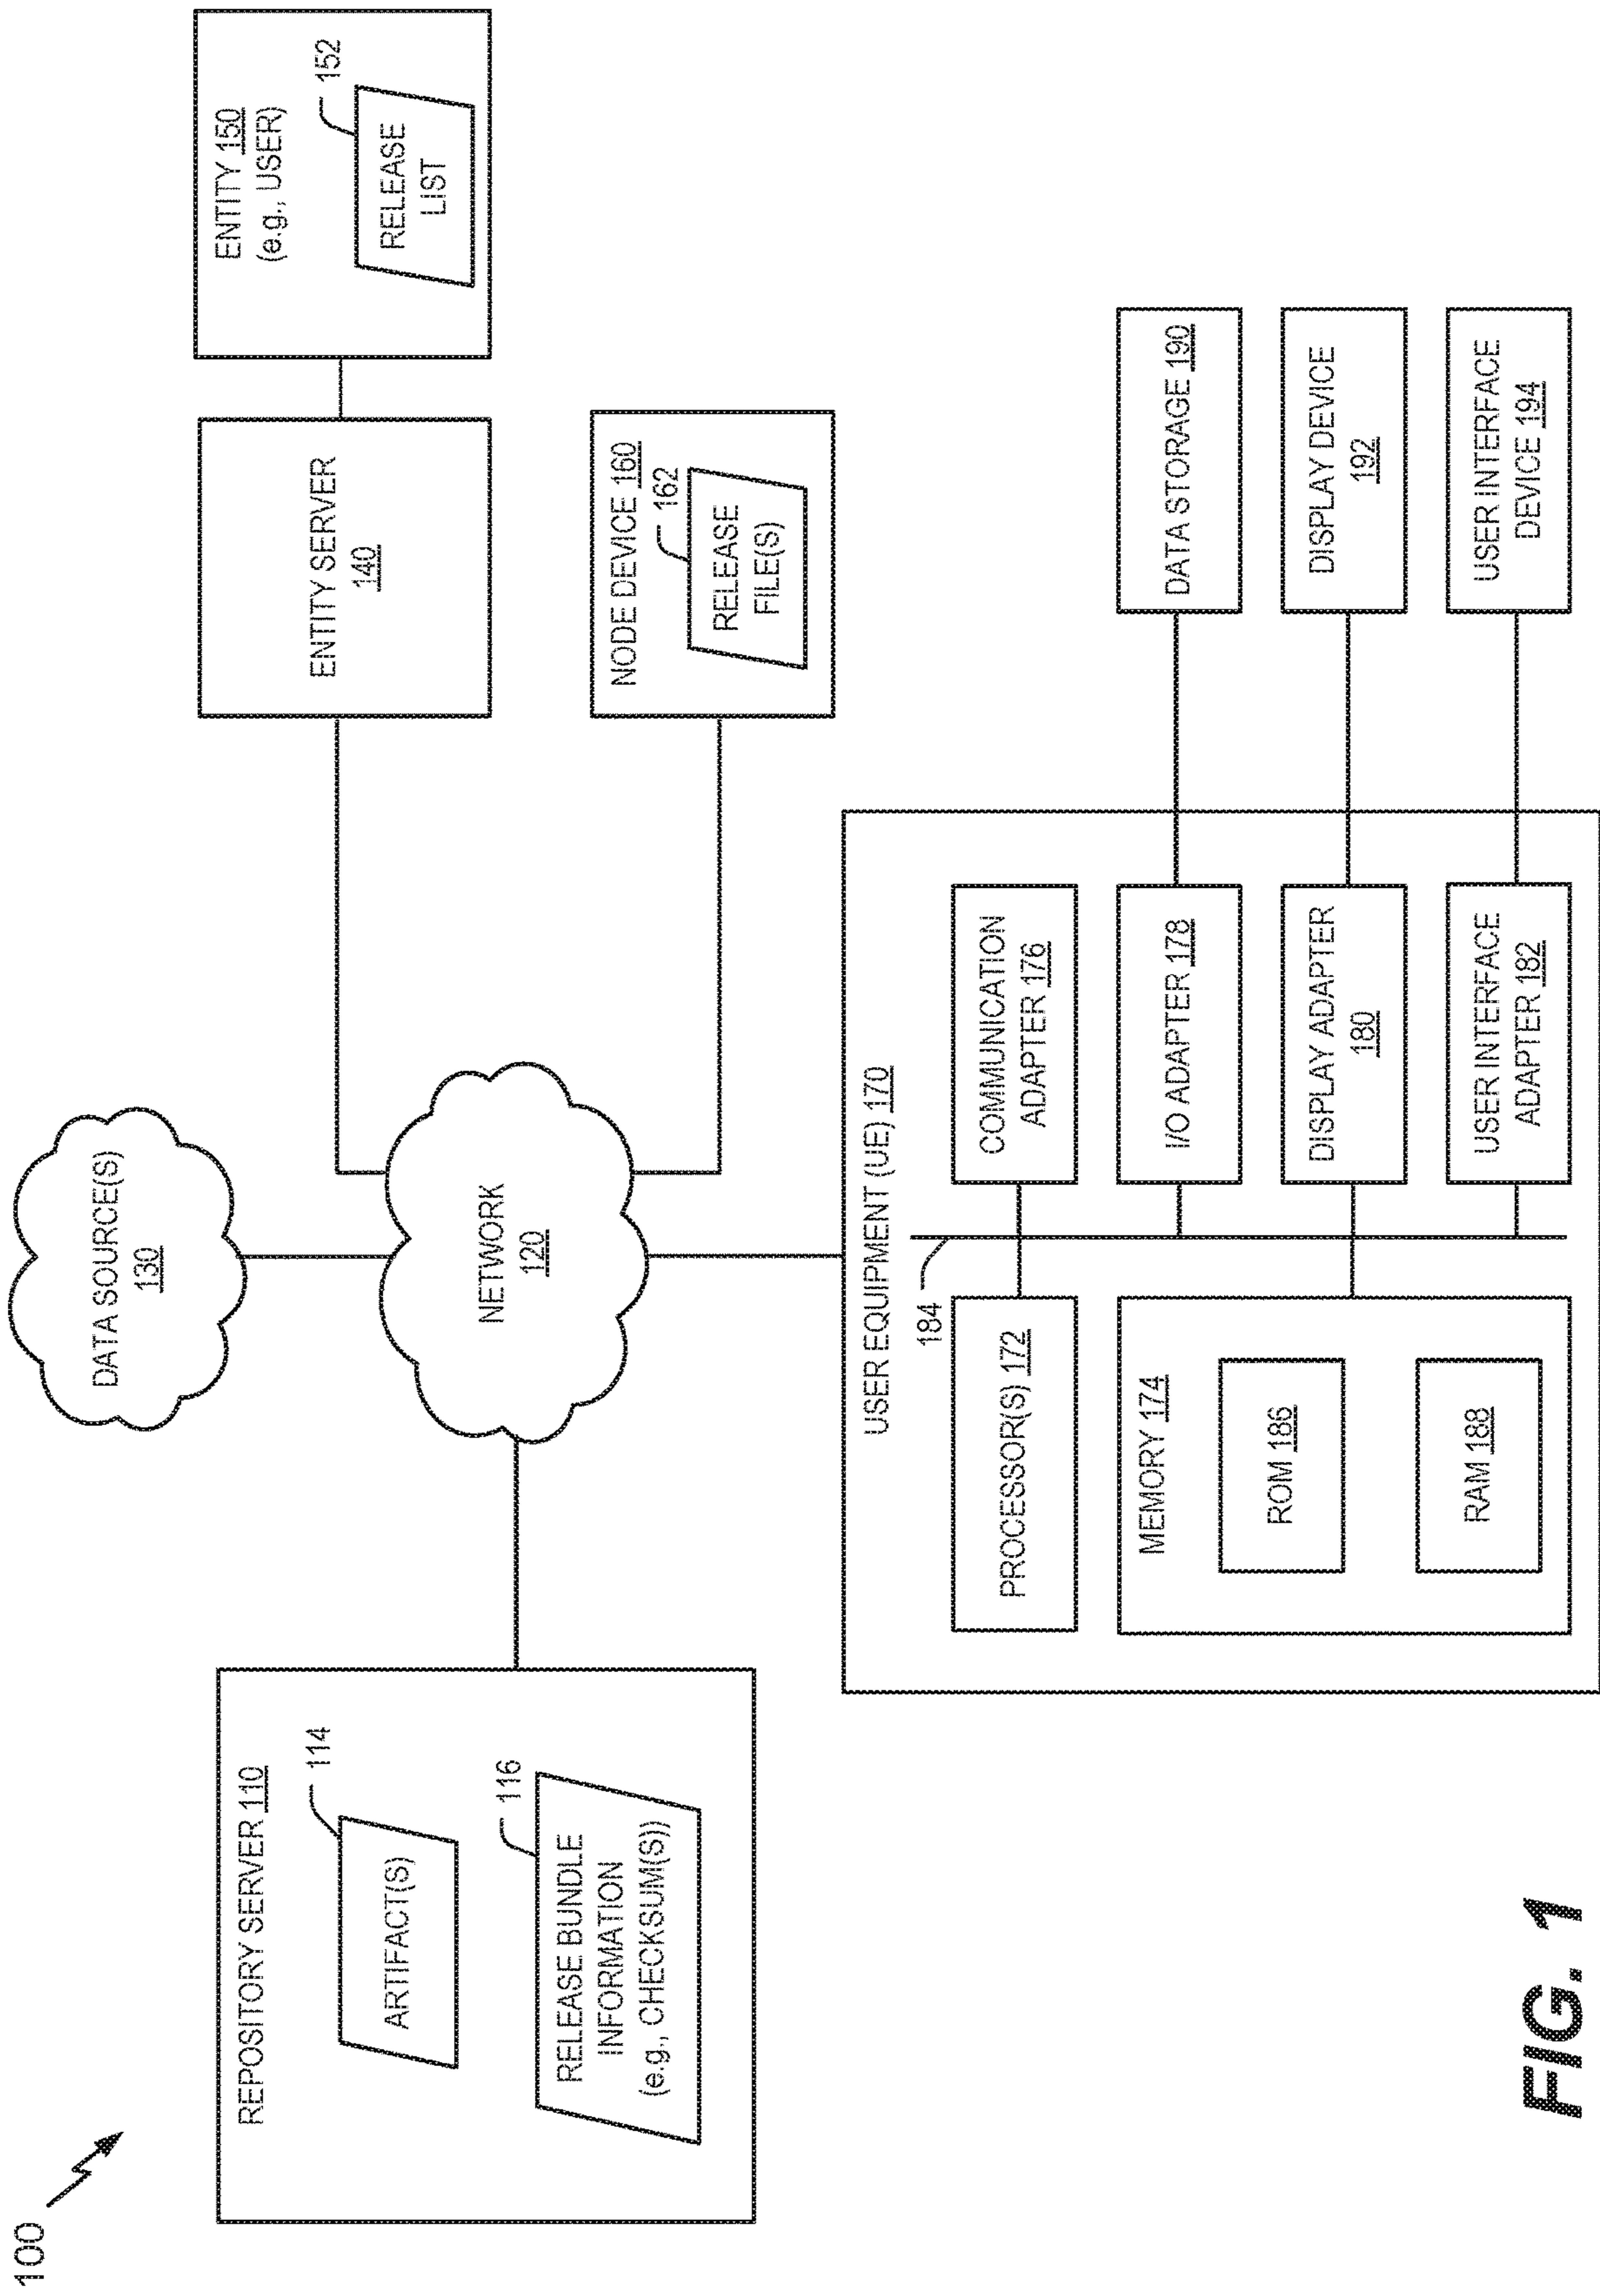 100
DATA SOURCE(S)
130
REPOSITORY SERVER 110
114
ARTIFACT(S)
116
RELEASE BUNDLE
INFORMATION
(e.g., CHECKSUM(S))
NETWORK
120
ENTITY SERVER
140
ENTITY 150
(e.g., USER)
152
RELEASE
LIST
NODE DEVICE 160
162
RELEASE
FILE(S)
USER EQUIPMENT (UE) 170
184
PROCESSOR(S) 172
COMMUNICATION
ADAPTER 176
MEMORY 174
ROM 186
RAM 188
I/O ADAPTER 178
DATA STORAGE 190
DISPLAY ADAPTER
180
DISPLAY DEVICE
192
USER INTERFACE
ADAPTER 182
USER INTERFACE
DEVICE 194
FIG. 1